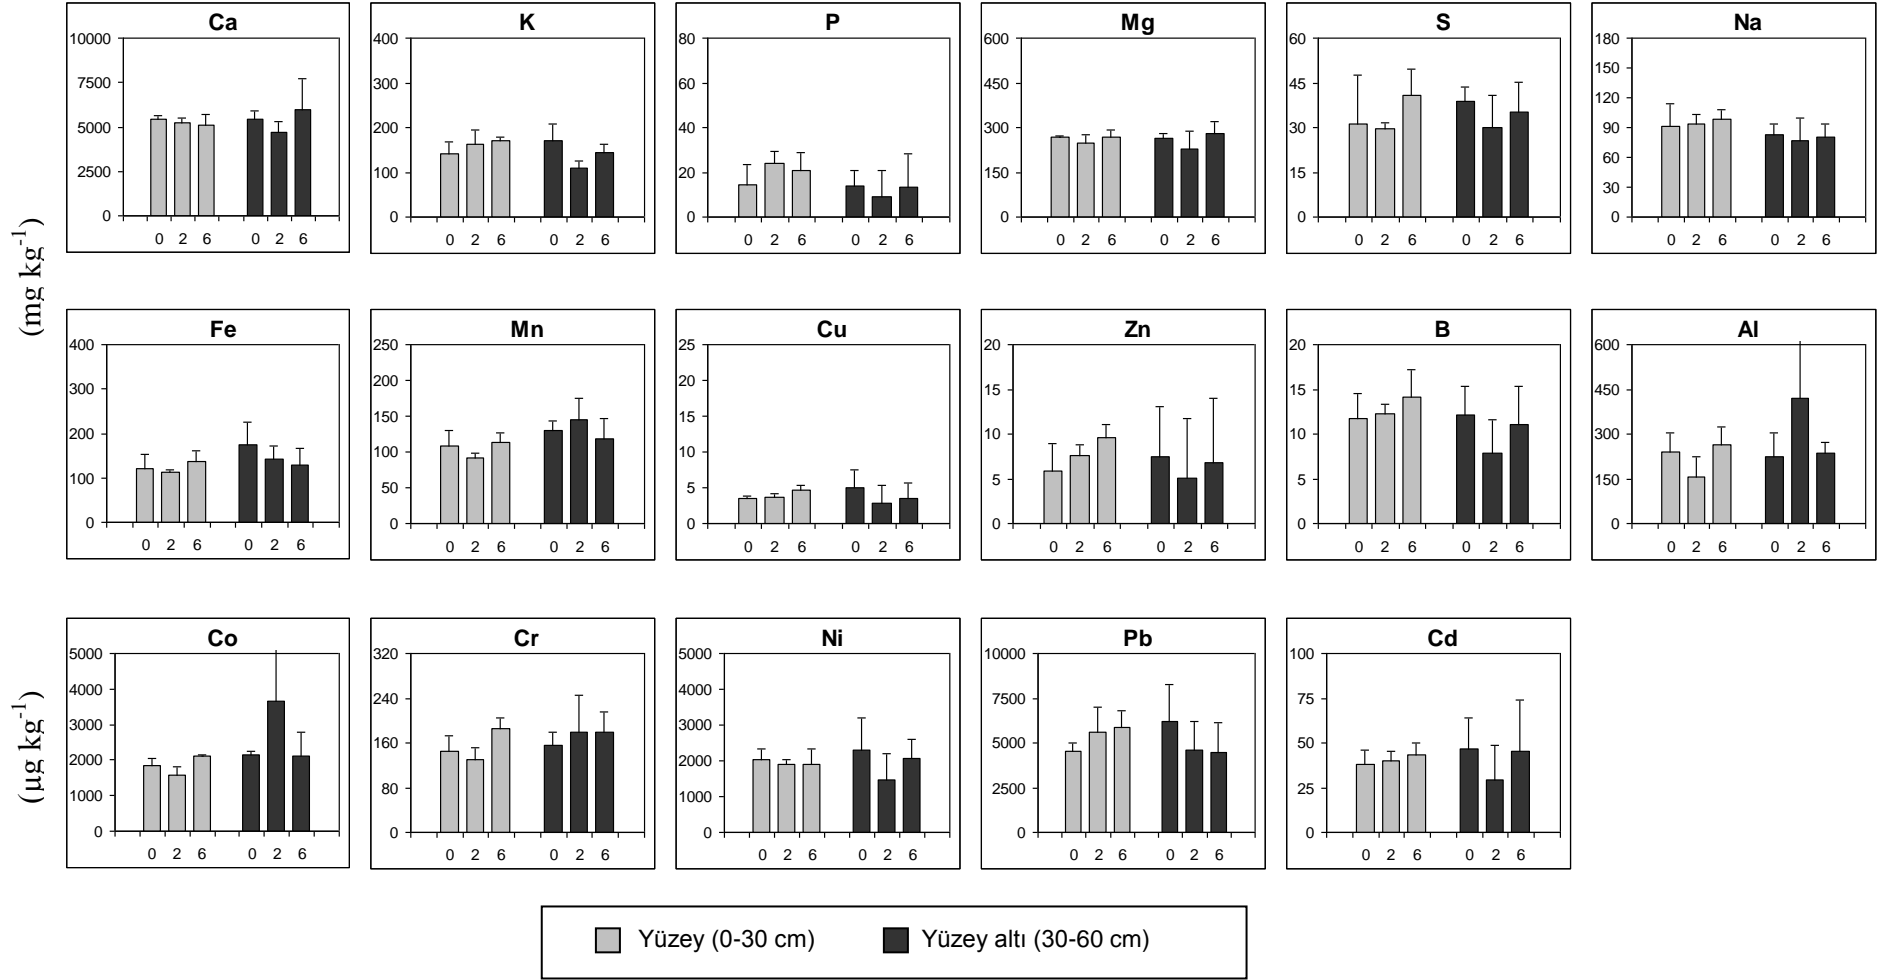 Ca
10000
7500
5000
2500
0
0 2 6 0 2 6
K
400
300
200
100
0
0 2 6 0 2 6
P
80
60
40
20
0
0 2 6 0 2 6
Mg
600
450
300
150
0
0 2 6 0 2 6
S
60
45
30
15
0
0 2 6 0 2 6
Na
180
150
120
90
60
30
0
0 2 6 0 2 6
(mg kg⁻¹)
Fe
400
300
200
100
0
0 2 6 0 2 6
Mn
250
200
150
100
50
0
0 2 6 0 2 6
Cu
25
20
15
10
5
0
0 2 6 0 2 6
Zn
20
15
10
5
0
0 2 6 0 2 6
B
20
15
10
5
0
0 2 6 0 2 6
Al
600
450
300
150
0
0 2 6 0 2 6
(µg kg⁻¹)
Co
5000
4000
3000
2000
1000
0
0 2 6 0 2 6
Cr
320
240
160
80
0
0 2 6 0 2 6
Ni
5000
4000
3000
2000
1000
0
0 2 6 0 2 6
Pb
10000
7500
5000
2500
0
0 2 6 0 2 6
Cd
100
75
50
25
0
0 2 6 0 2 6
Yüzey (0-30 cm) Yüzey altı (30-60 cm)